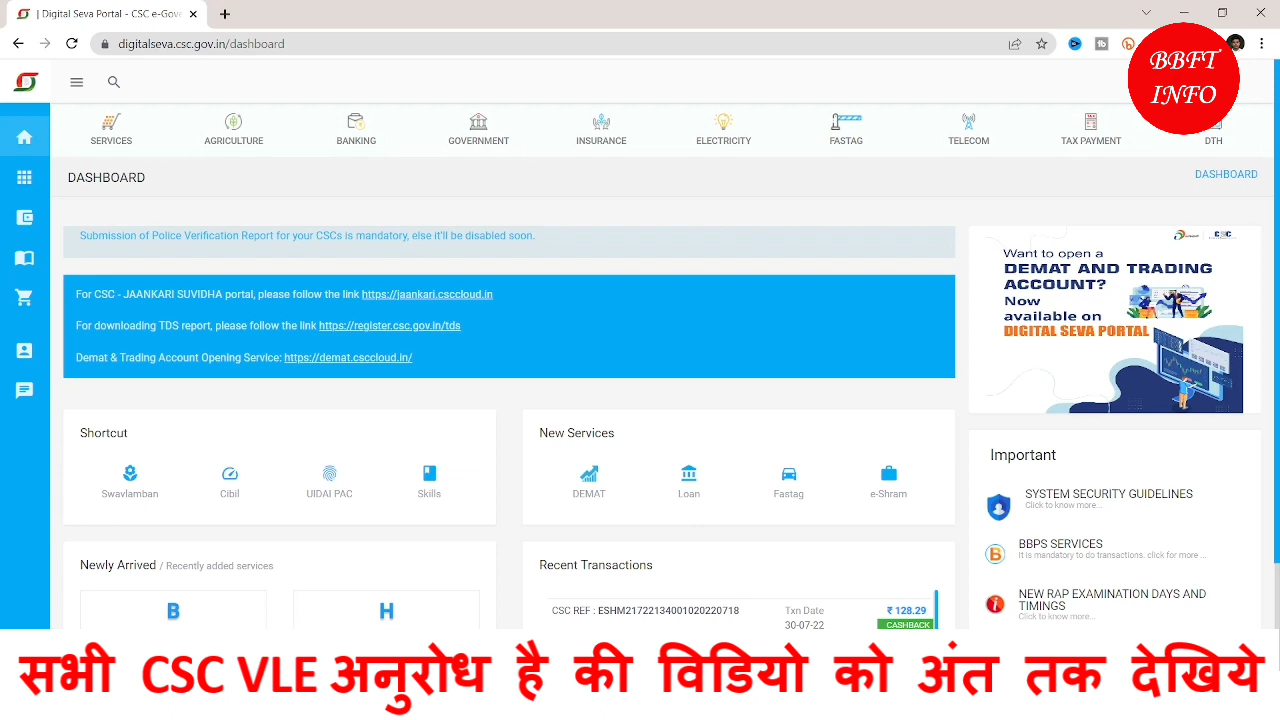 | Digital Seva Portal - CSC e-Gove
digitalseva.csc.gov.in/dashboard
BBFT
INFO
SERVICES
AGRICULTURE
BANKING
GOVERNMENT
INSURANCE
ELECTRICITY
FASTAG
TELECOM
TAX PAYMENT
DTH
DASHBOARD
DASHBOARD
Submission of Police Verification Report for your CSCs is mandatory, else it'll be disabled soon.
For CSC - JAANKARI SUVIDHA portal, please follow the link https://jaankari.csccloud.in
For downloading TDS report, please follow the link https://register.csc.gov.in/tds
Demat & Trading Account Opening Service: https://demat.csccloud.in/
CSC
Want to open a
DEMAT AND TRADING
ACCOUNT?
Now
available on
DIGITAL SEVA PORTAL
Shortcut
Swavlamban
Cibil
UIDAI PAC
Skills
New Services
DEMAT
Loan
Fastag
e-Shram
Important
SYSTEM SECURITY GUIDELINES
Click to know more...
BBPS SERVICES
It is mandatory to do transactions. click for more ...
NEW RAP EXAMINATION DAYS AND
TIMINGS
Click to know more...
Newly Arrived / Recently added services
B
H
Recent Transactions
CSC REF : ESHM21722134001020220718
Txn Date
30-07-22
₹ 128.29
CASHBACK
सभी CSC VLE अनुरोध है की विडियो को अंत तक देखिये